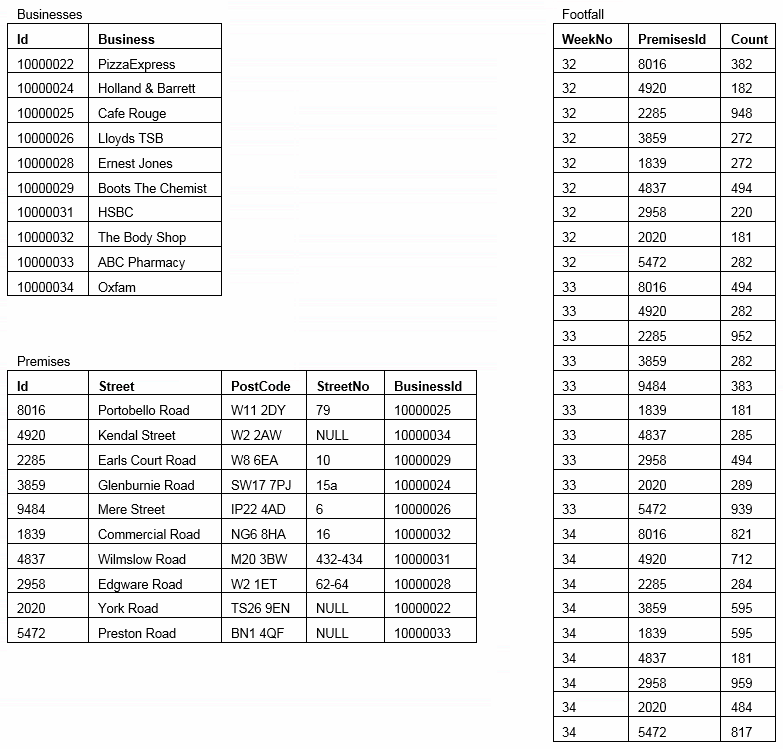 Businesses
Id Business
10000022 PizzaExpress
10000024 Holland & Barrett
10000025 Cafe Rouge
10000026 Lloyds TSB
10000028 Ernest Jones
10000029 Boots The Chemist
10000031 HSBC
10000032 The Body Shop
10000033 ABC Pharmacy
10000034 Oxfam
Premises
Id Street PostCode StreetNo BusinessId
8016 Portobello Road W11 2DY 79 10000025
4920 Kendal Street W2 2AW NULL 10000034
2285 Earls Court Road W8 6EA 10 10000029
3859 Glenburnie Road SW17 7PJ 15a 10000024
9484 Mere Street IP22 4AD 6 10000026
1839 Commercial Road NG6 8HA 16 10000032
4837 Wilmslow Road M20 3BW 432-434 10000031
2958 Edgware Road W2 1ET 62-64 10000028
2020 York Road TS26 9EN NULL 10000022
5472 Preston Road BN1 4QF NULL 10000033
Footfall
WeekNo PremisesId Count
32 8016 382
32 4920 182
32 2285 948
32 3859 272
32 1839 272
32 4837 494
32 2958 220
32 2020 181
32 5472 282
33 8016 494
33 4920 282
33 2285 952
33 3859 282
33 9484 383
33 1839 181
33 4837 285
33 2958 494
33 2020 289
33 5472 939
34 8016 821
34 4920 712
34 2285 284
34 3859 595
34 1839 595
34 4837 181
34 2958 959
34 2020 484
34 5472 817